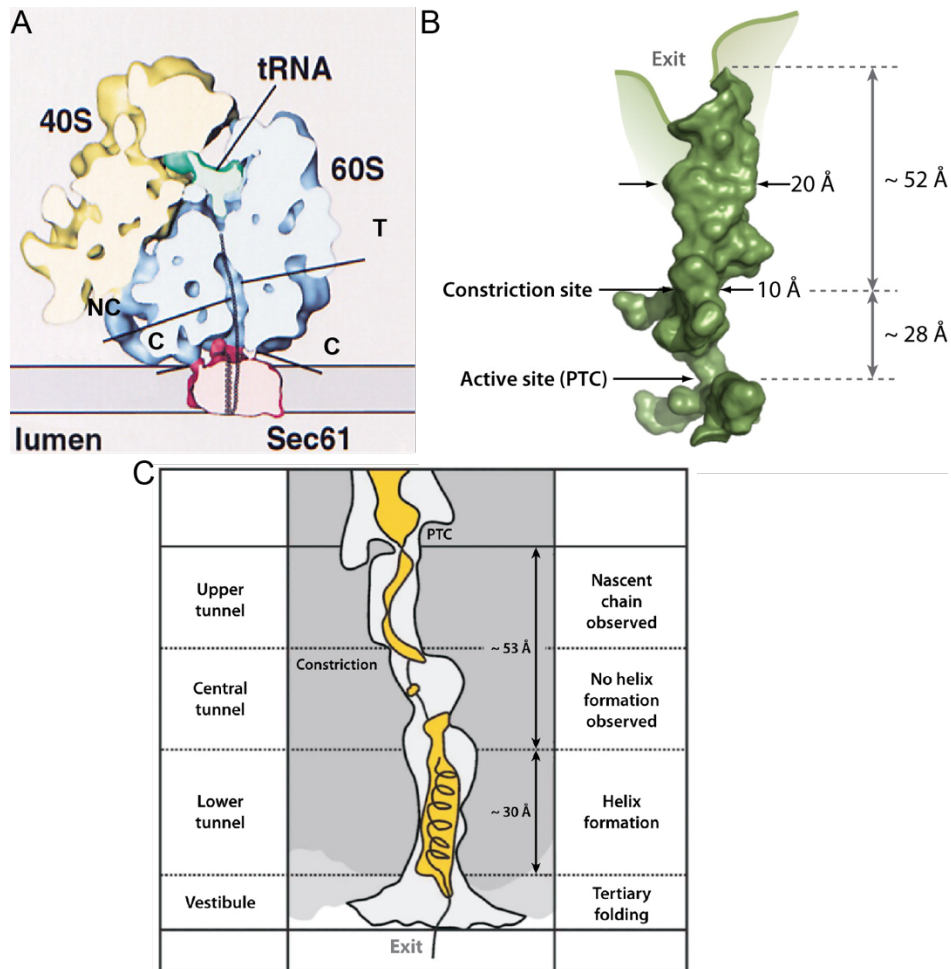 A
tRNA
40S
60S
T
NC
C
C
lumen
Sec61
B
Exit
20 Å
~ 52 Å
Constriction site
10 Å
~ 28 Å
Active site (PTC)
C
PTC
Upper
tunnel
Nascent
chain
observed
~ 53 Å
Constriction
Central
tunnel
No helix
formation
observed
Lower
tunnel
~ 30 Å
Helix
formation
Vestibule
Tertiary
folding
Exit